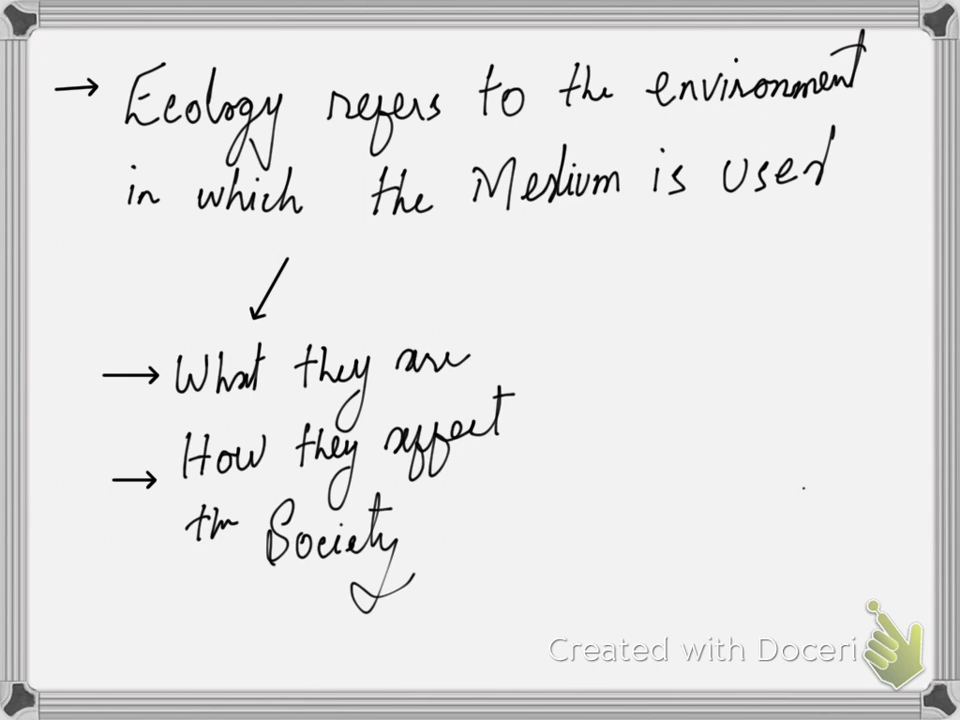 → Ecology refers to the environment
in which the Medium is used
→ What they are
→ How they affect
the Society
Created with Doceri